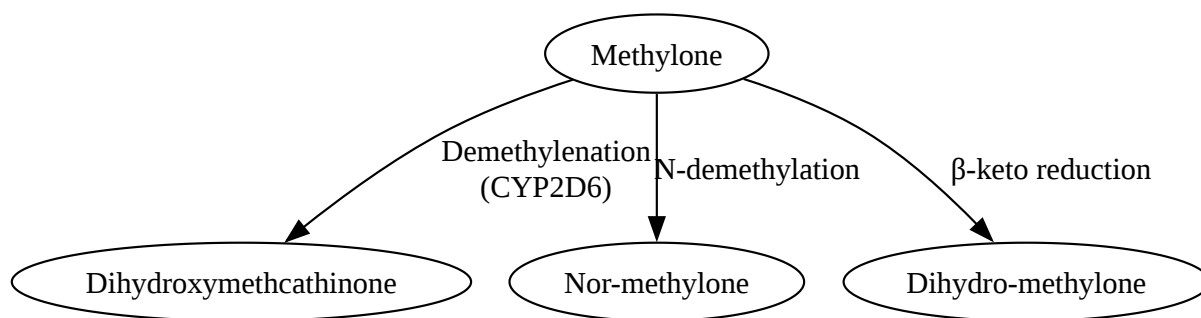 Methylone
Demethylenation
(CYP2D6)
N-demethylation
β-keto reduction
Dihydroxymethcathinone
Nor-methylone
Dihydro-methylone